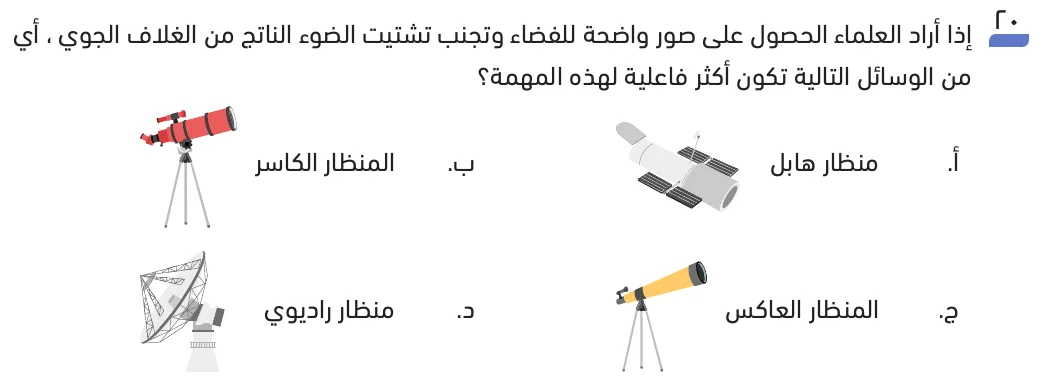 ٢٠
إذا أراد العلماء الحصول على صور واضحة للفضاء وتجنب تشتيت الضوء الناتج من الغلاف الجوي ، أي
من الوسائل التالية تكون أكثر فاعلية لهذه المهمة؟
أ. منظار هابل
ب. المنظار الكاسر
ج. المنظار العاكس
د. منظار راديوي